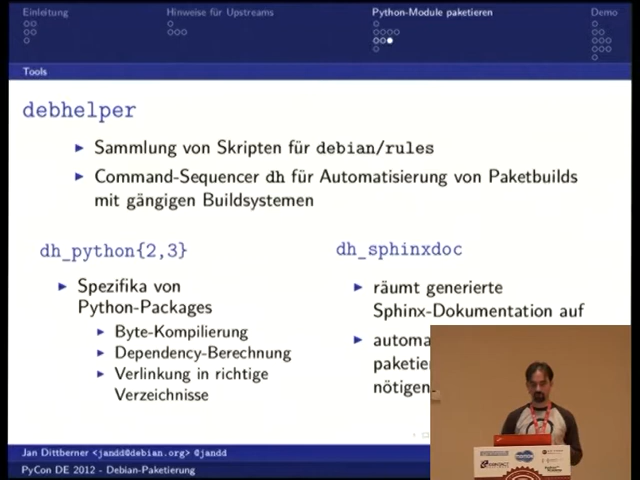 Einleitung
Hinweise für Upstreams
Python-Module paketieren
Demo
Tools
debhelper
Sammlung von Skripten für debian/rules
Command-Sequencer dh für Automatisierung von Paketbuilds
mit gängigen Buildsystemen
dh_python{2,3}
Spezifika von
Python-Packages
Byte-Kompilierung
Dependency-Berechnung
Verlinkung in richtige
Verzeichnisse
dh_sphinxdoc
räumt generierte
Sphinx-Dokumentation auf
automa
paketie
nötigen
Jan Dittberner <jandd@debian.org> @jandd
PyCon DE 2012 - Debian-Paketierung